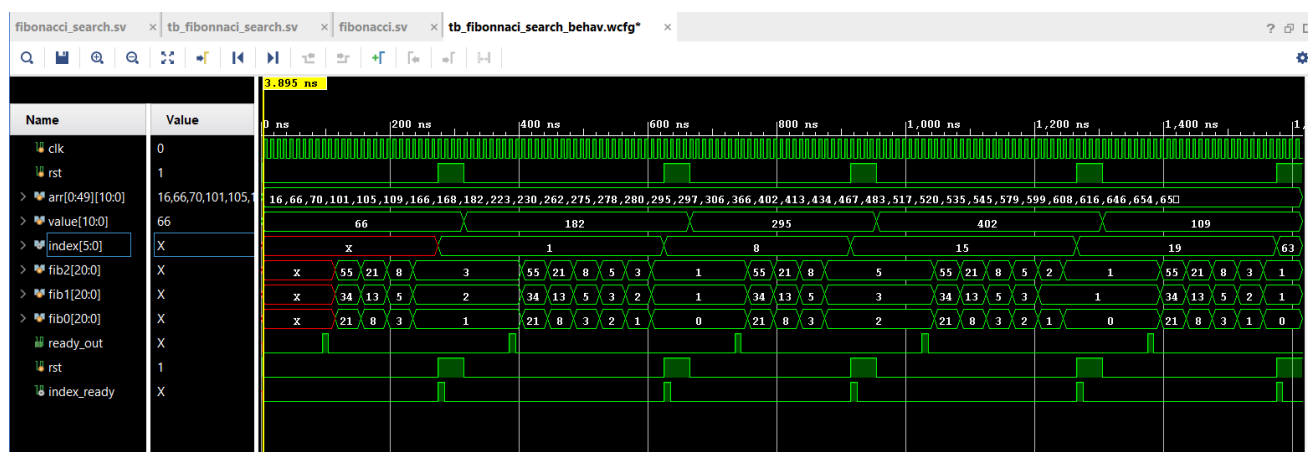 fibonacci_search.sv × tb_fibonnaci_search.sv × fibonacci.sv × tb_fibonnaci_search_behav.wcfg* × ?
3.895 ns
Name Value 0 ns 200 ns 400 ns 600 ns 800 ns 1,000 ns 1,200 ns 1,400 ns 1,
clk 0
rst 1
arr[0:49][10:0] 16,66,70,101,105,1 16,66,70,101,105,109,166,168,182,223,230,262,275,278,280,295,297,306,366,402,413,434,467,483,517,520,535,545,579,599,608,616,646,654,65
value[10:0] 66 66 182 295 402 109
index[5:0] X X 1 8 15 19 63
fib2[20:0] X X 55 21 8 3 55 21 8 5 3 1 55 21 8 5 55 21 8 5 2 1 55 21 8 3 1
fib1[20:0] X X 34 13 5 2 34 13 5 3 2 1 34 13 5 3 34 13 5 3 1 34 13 5 2 1
fib0[20:0] X X 21 8 3 1 21 8 3 2 1 0 21 8 3 2 21 8 3 2 1 0 21 8 3 1 0
ready_out X
rst 1
index_ready X